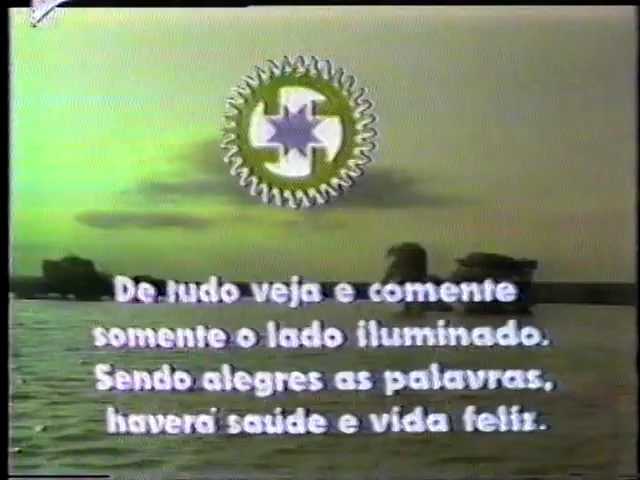 De tudo veja e comente
somente o lado iluminado.
Sendo alegres as palavras,
haverá saúde e vida feliz.